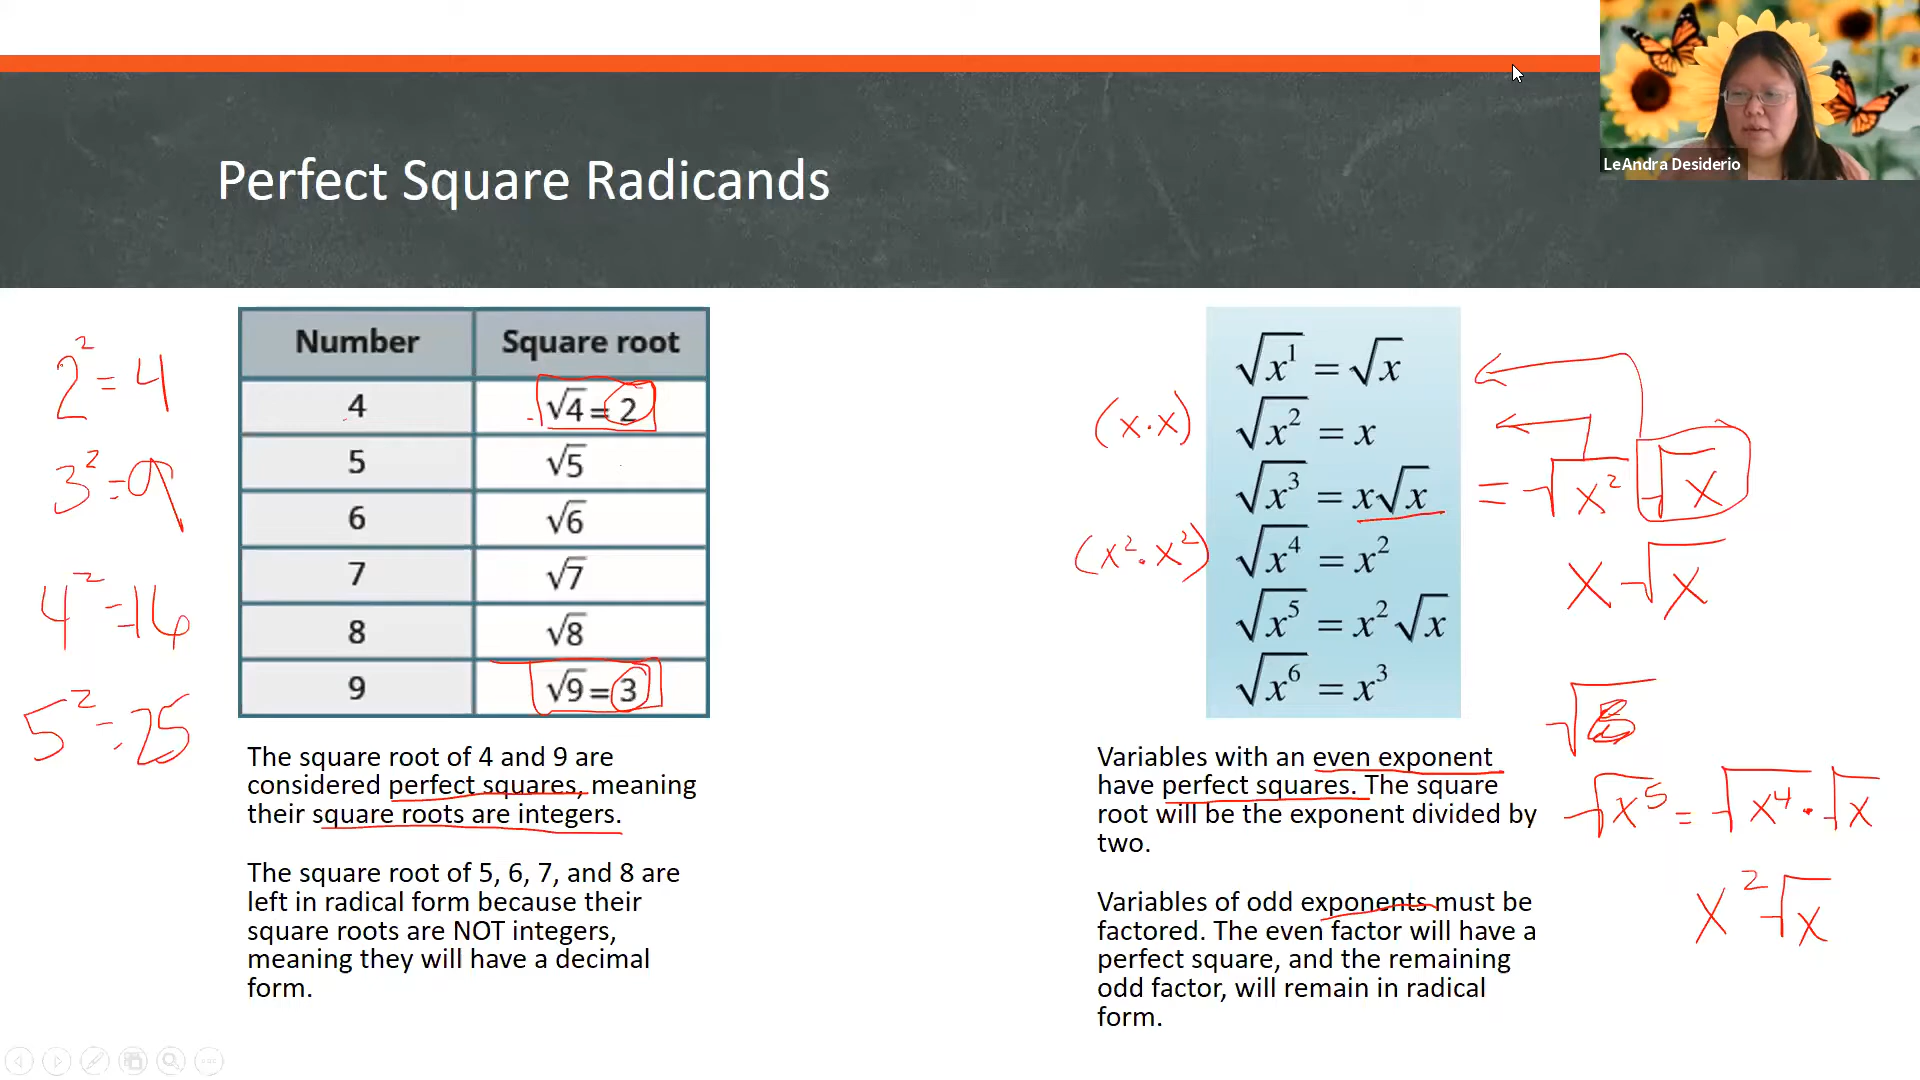 LeAndra Desiderio
Perfect Square Radicands
2² = 4
3² = 9
4² = 16
5² = 25
Number Square root
4 √4 = 2
5 √5
6 √6
7 √7
8 √8
9 √9 = 3
The square root of 4 and 9 are
considered perfect squares, meaning
their square roots are integers.
The square root of 5, 6, 7, and 8 are
left in radical form because their
square roots are NOT integers,
meaning they will have a decimal
form.
√x¹ = √x
(x·x) √x² = x
√x³ = x√x = √x² √x
x√x
(x²·x²) √x⁴ = x²
√x⁵ = x²√x
√x⁶ = x³
Variables with an even exponent
have perfect squares. The square
root will be the exponent divided by
two.
Variables of odd exponents must be
factored. The even factor will have a
perfect square, and the remaining
odd factor, will remain in radical
form.
√x⁵ = √x⁴ · √x
x²√x